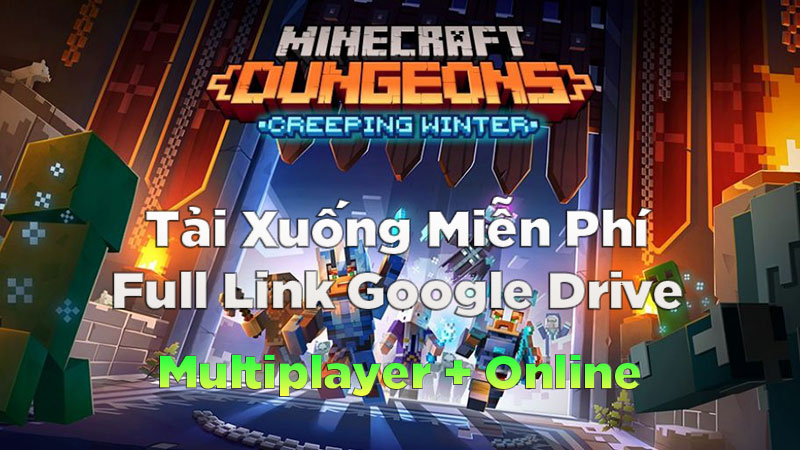 MINECRAFT
DUNGEONS
CREEPING WINTER
Tải Xuống Miễn Phí
Full Link Google Drive
Multiplayer + Online